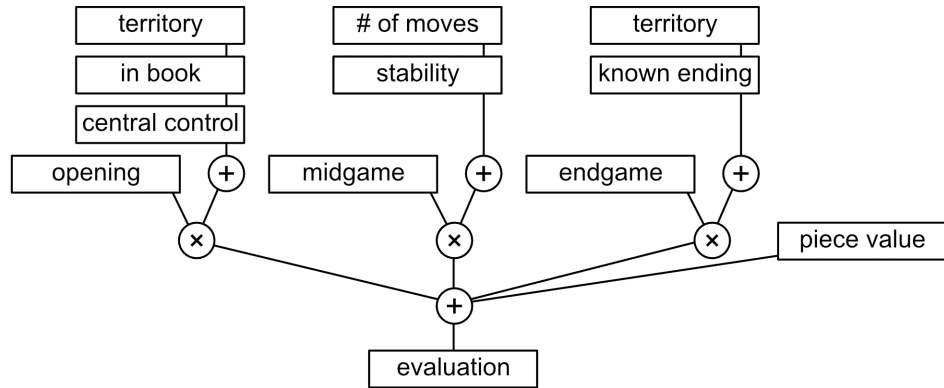 territory
# of moves
territory
in book
stability
known ending
central control
opening
+
midgame
+
endgame
+
×
×
×
piece value
+
evaluation